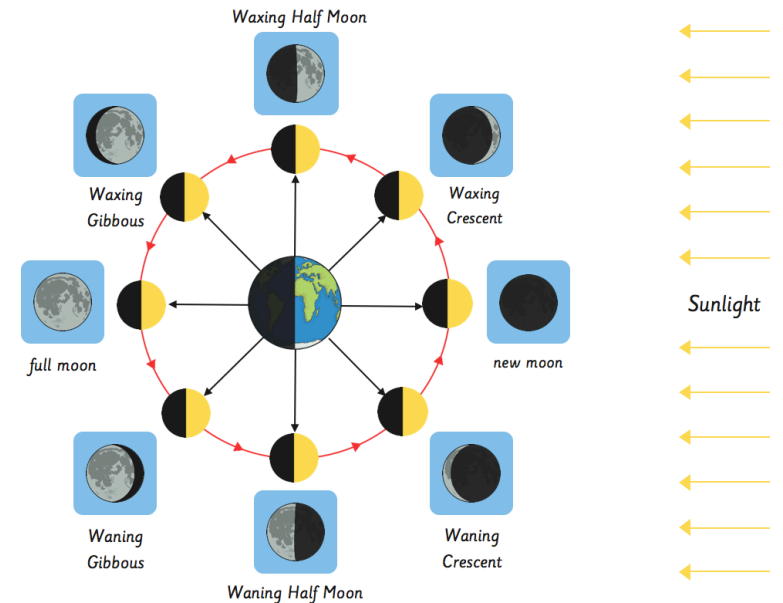 Waxing Half Moon
Waxing
Gibbous
Waxing
Crescent
full moon
new moon
Sunlight
Waning
Gibbous
Waning
Crescent
Waning Half Moon